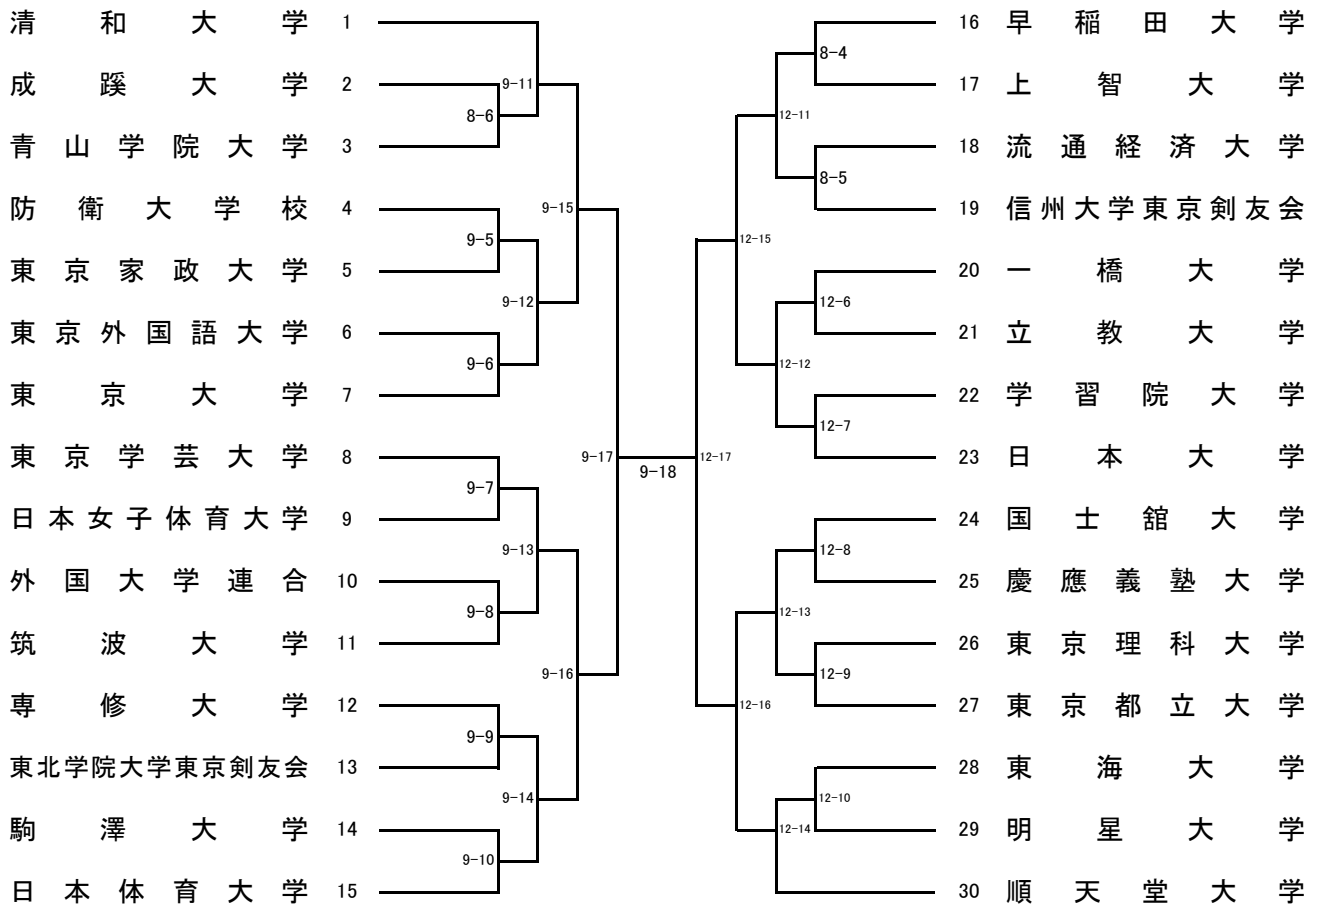 清和大学 1
成蹊大学 2
青山学院大学 3
防衛大学校 4
東京家政大学 5
東京外国語大学 6
東京大学 7
東京学芸大学 8
日本女子体育大学 9
外国大学連合 10
筑波大学 11
専修大学 12
東北学院大学東京剣友会 13
駒澤大学 14
日本体育大学 15
9-11
8-6
9-15
9-5
9-12
9-6
9-17
9-7
9-13
9-8
9-16
9-9
9-14
9-10
9-18
8-4
12-11
8-5
12-15
12-6
12-12
12-7
12-17
12-8
12-13
12-9
12-16
12-10
12-14
16 早稲田大学
17 上智大学
18 流通経済大学
19 信州大学東京剣友会
20 一橋大学
21 立教大学
22 学習院大学
23 日本大学
24 国士舘大学
25 慶應義塾大学
26 東京理科大学
27 東京都立大学
28 東海大学
29 明星大学
30 順天堂大学